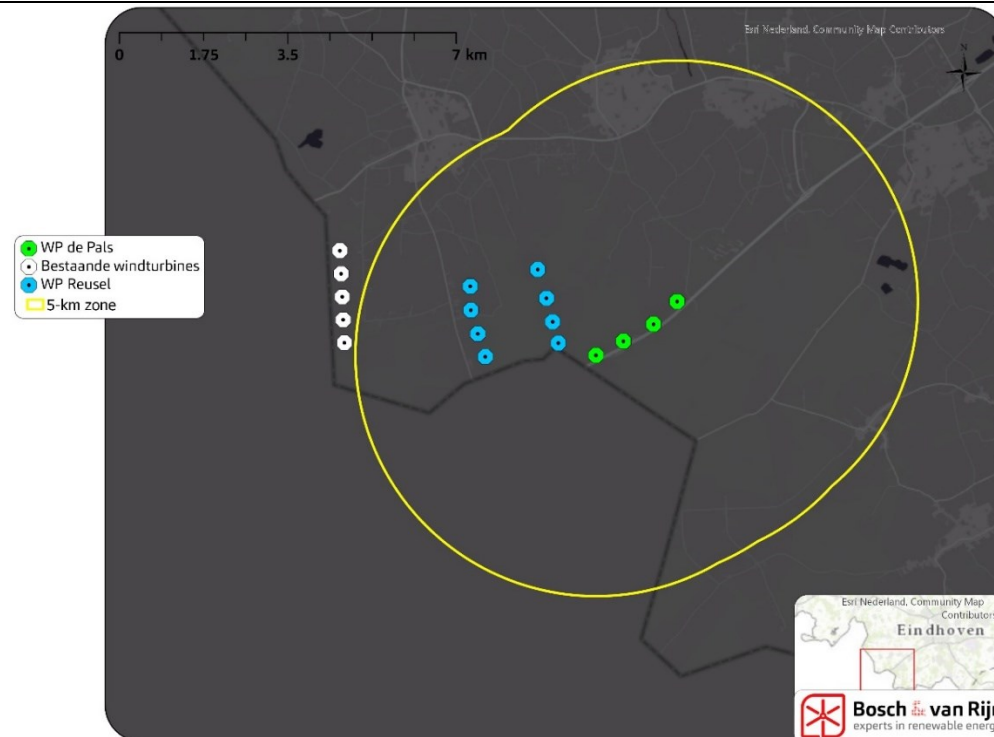 Esri Nederland, Community Map Contributors
0 1.75 3.5 7 km
N
WP de Pals
Bestaande windturbines
WP Reusel
5-km zone
Esri Nederland, Community Map
Contributors
Eindhoven
Bosch & van Rijn
experts in renewable energ